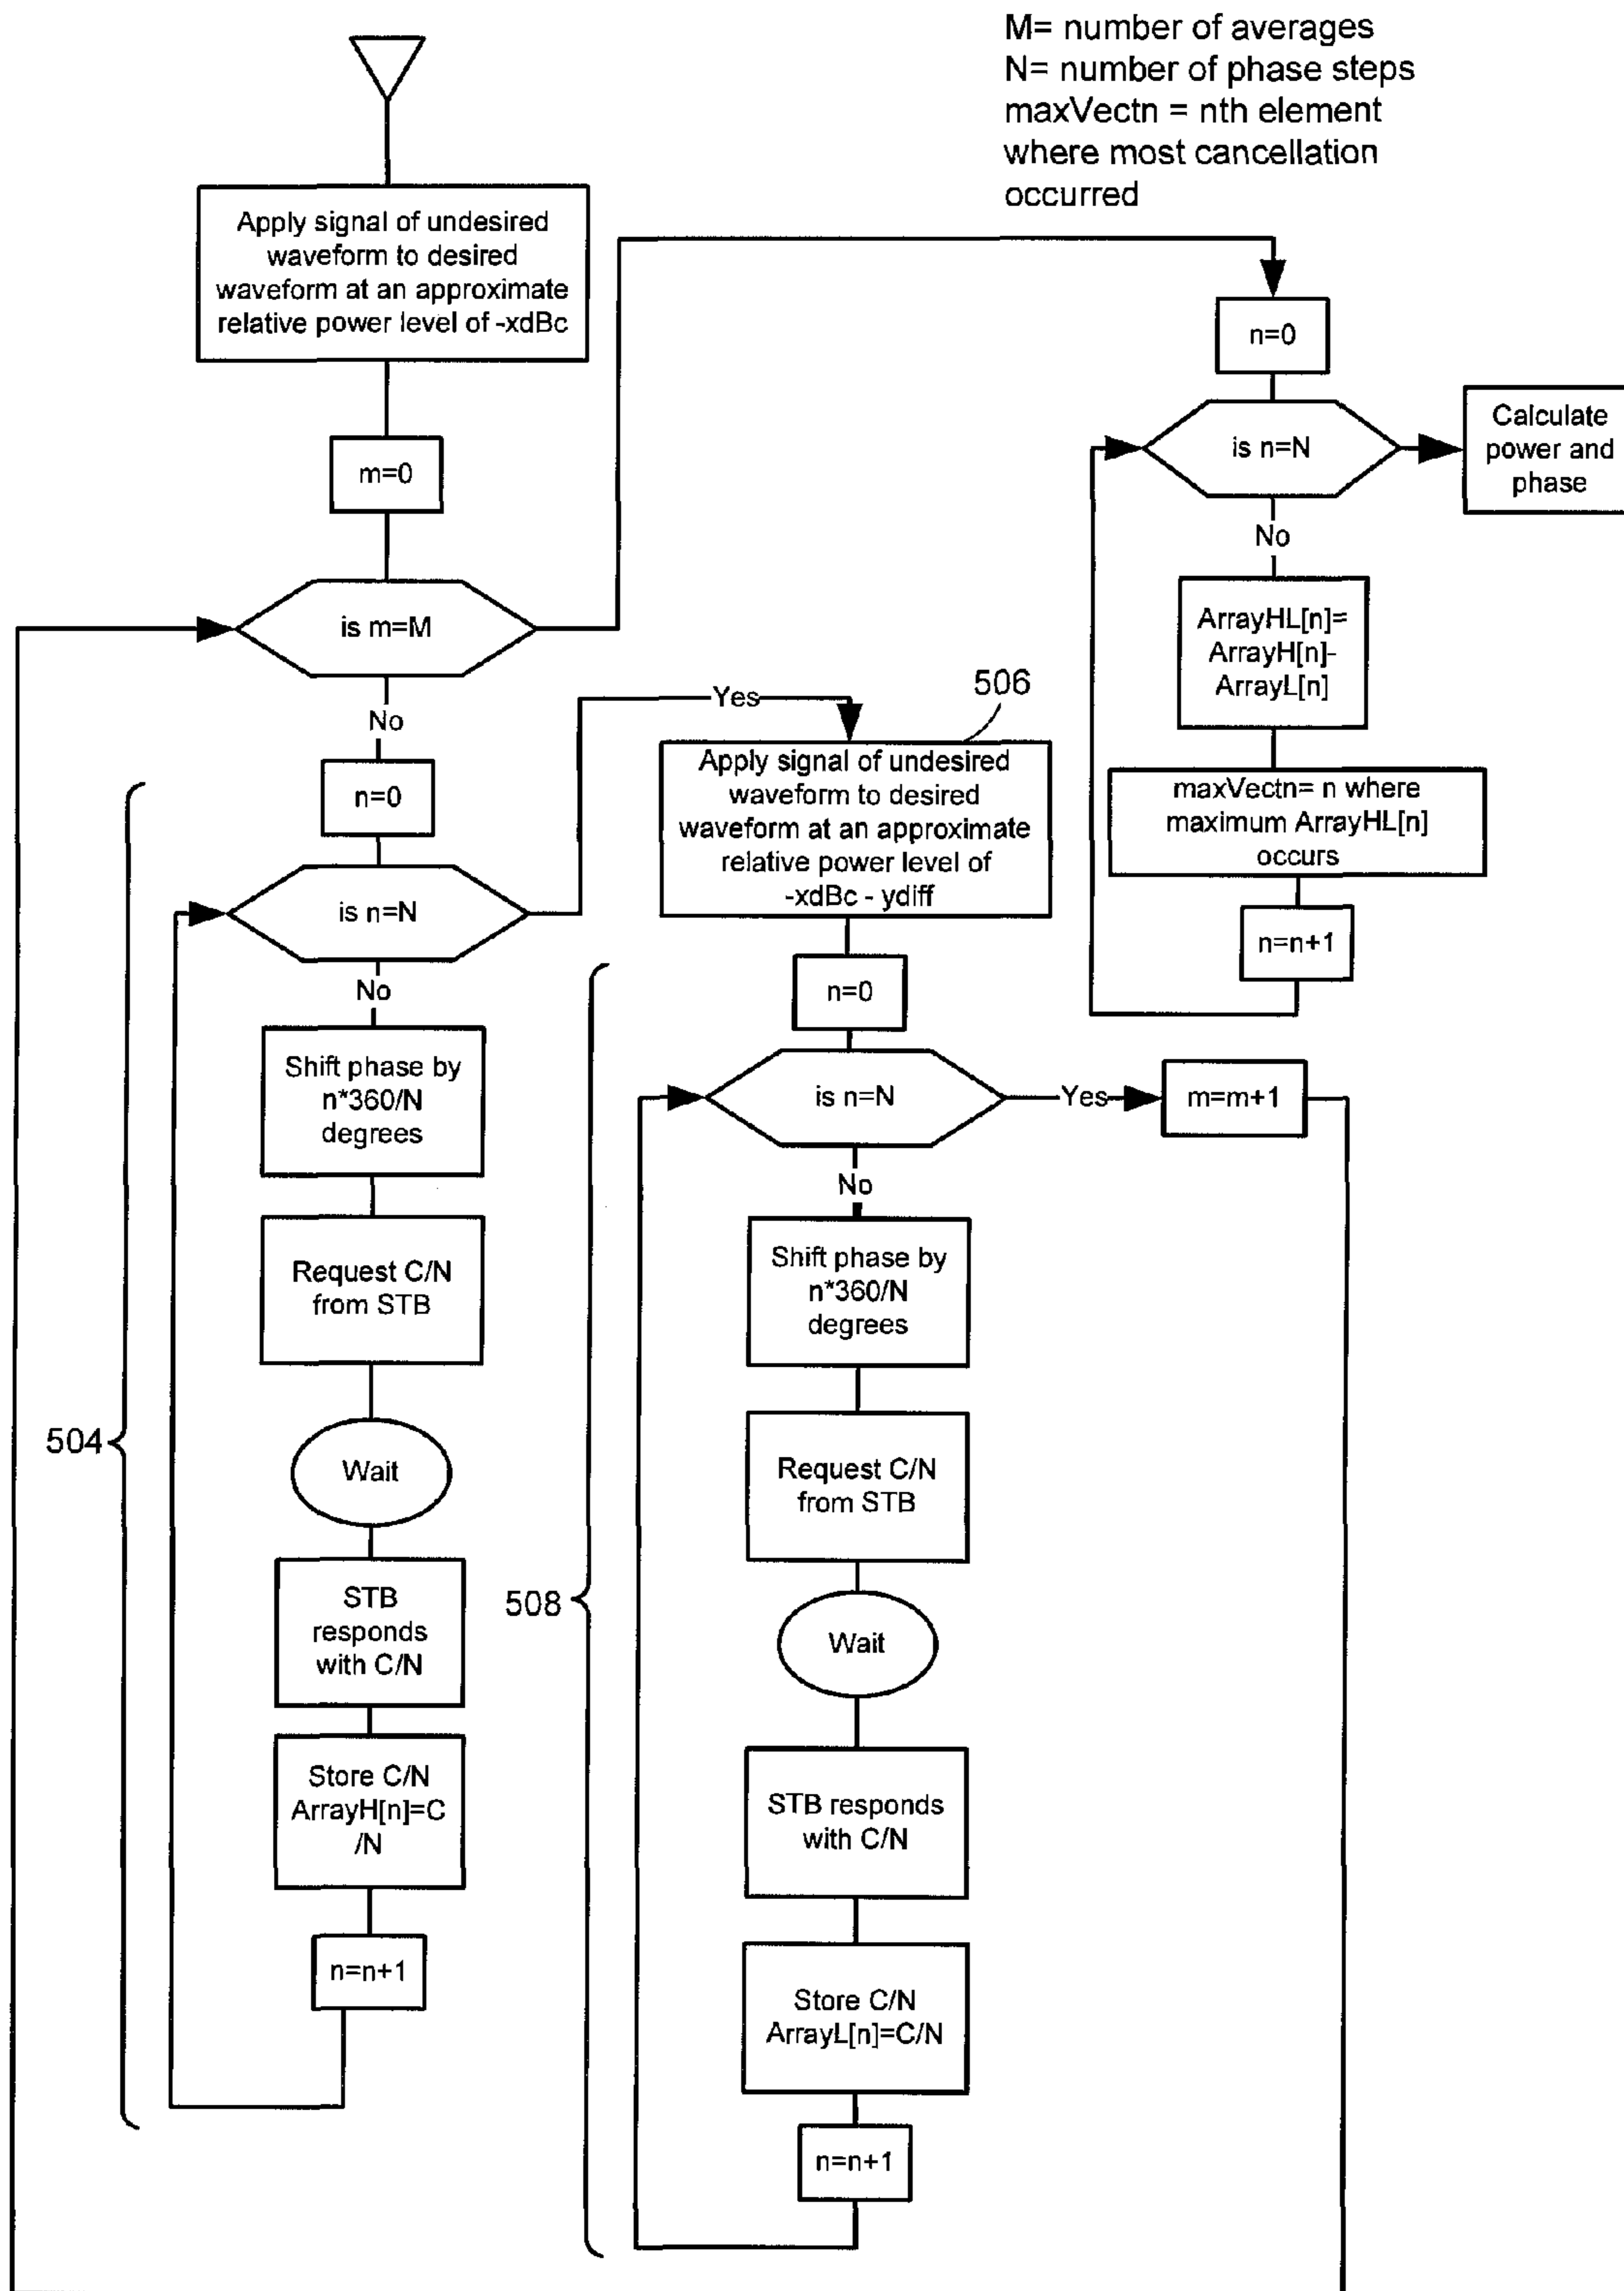 M= number of averages
N= number of phase steps
maxVectn = nth element
where most cancellation
occurred
Apply signal of undesired
waveform to desired
waveform at an approximate
relative power level of -xdBc
m=0
is m=M
No
n=0
is n=N
No
Shift phase by
n*360/N
degrees
Request C/N
from STB
Wait
STB
responds
with C/N
Store C/N
ArrayH[n]=C
/N
n=n+1
504
Yes
506
Apply signal of undesired
waveform to desired
waveform at an approximate
relative power level of
-xdBc - ydiff
n=0
is n=N
Yes
m=m+1
No
Shift phase by
n*360/N
degrees
Request C/N
from STB
Wait
STB responds
with C/N
Store C/N
ArrayL[n]=C/N
n=n+1
508
n=0
is n=N
Calculate
power and
phase
No
ArrayHL[n]=
ArrayH[n]-
ArrayL[n]
maxVectn= n where
maximum ArrayHL[n]
occurs
n=n+1